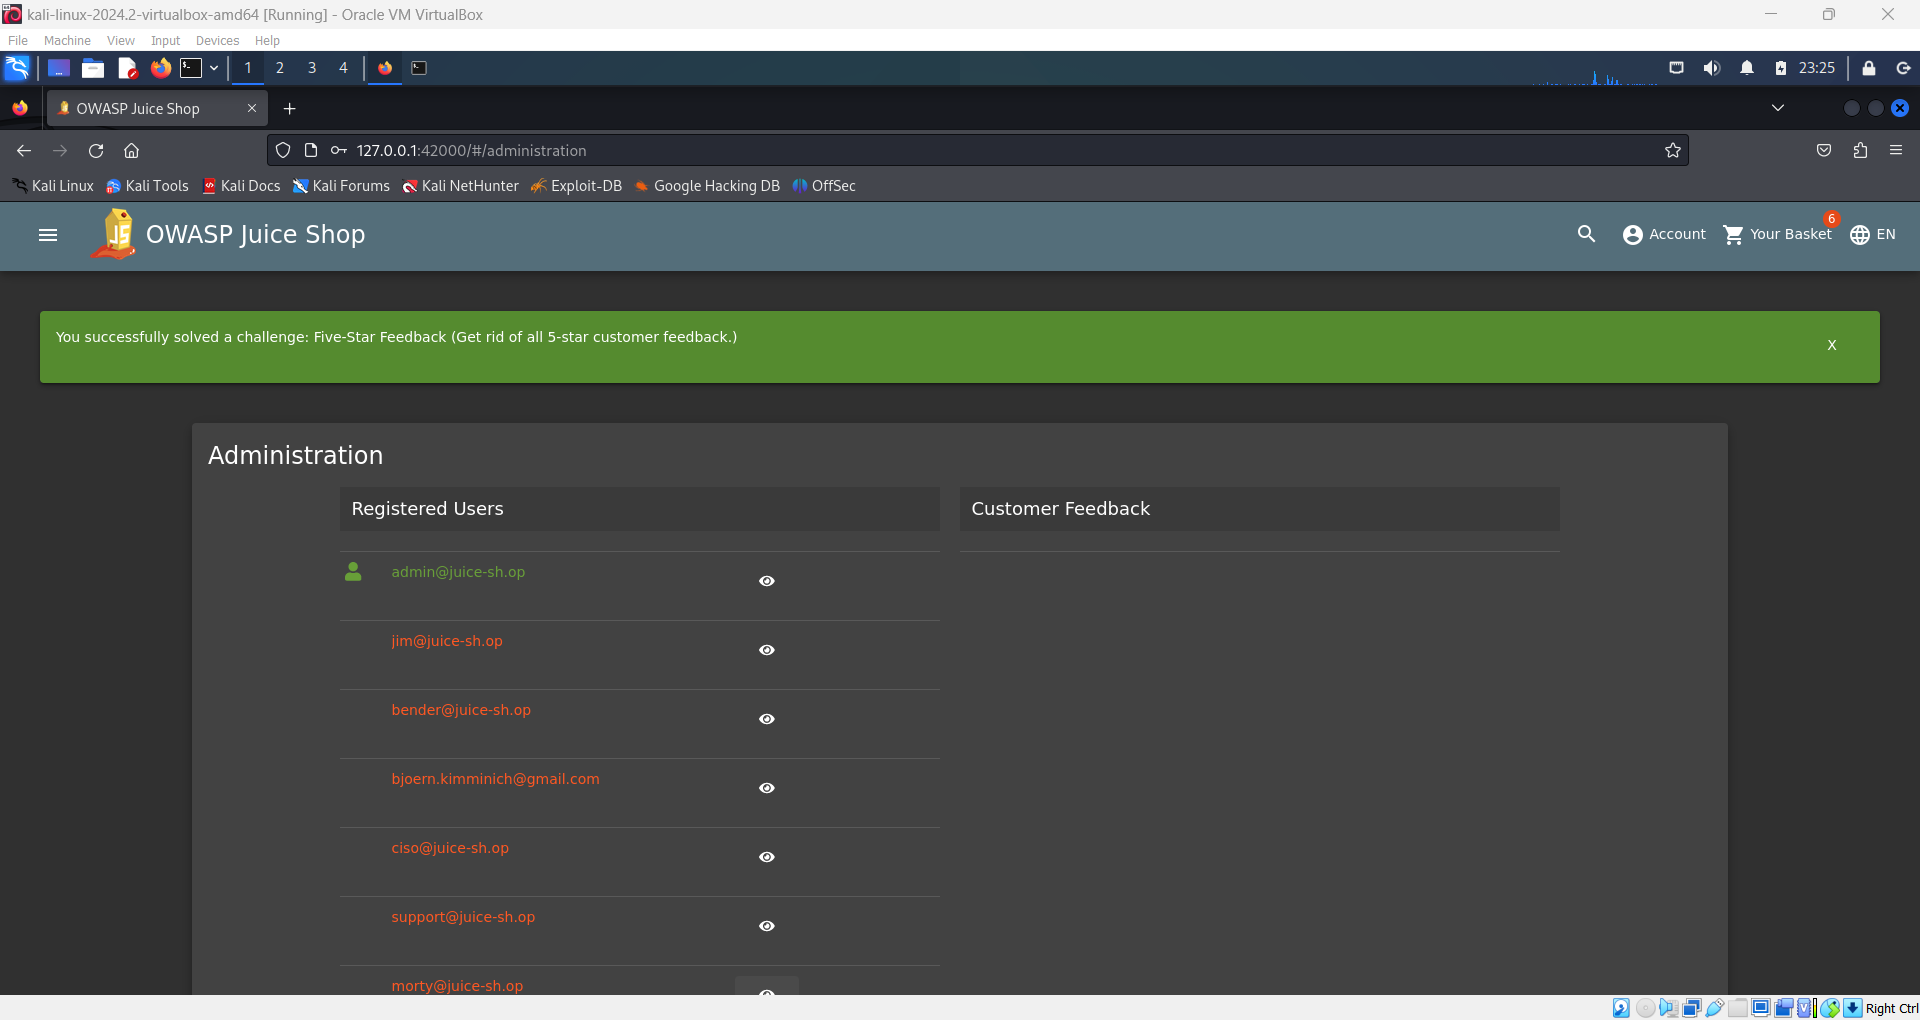 kali-linux-2024.2-virtualbox-amd64 [Running] - Oracle VM VirtualBox
File Machine View Input Devices Help
1 2 3 4 23:25
OWASP Juice Shop
127.0.0.1:42000/#/administration
Kali Linux Kali Tools Kali Docs Kali Forums Kali NetHunter Exploit-DB Google Hacking DB OffSec
OWASP Juice Shop Account Your Basket 6 EN
You successfully solved a challenge: Five-Star Feedback (Get rid of all 5-star customer feedback.) X
Administration
Registered Users
Customer Feedback
admin@juice-sh.op
jim@juice-sh.op
bender@juice-sh.op
bjoern.kimminich@gmail.com
ciso@juice-sh.op
support@juice-sh.op
morty@juice-sh.op
Right Ctrl